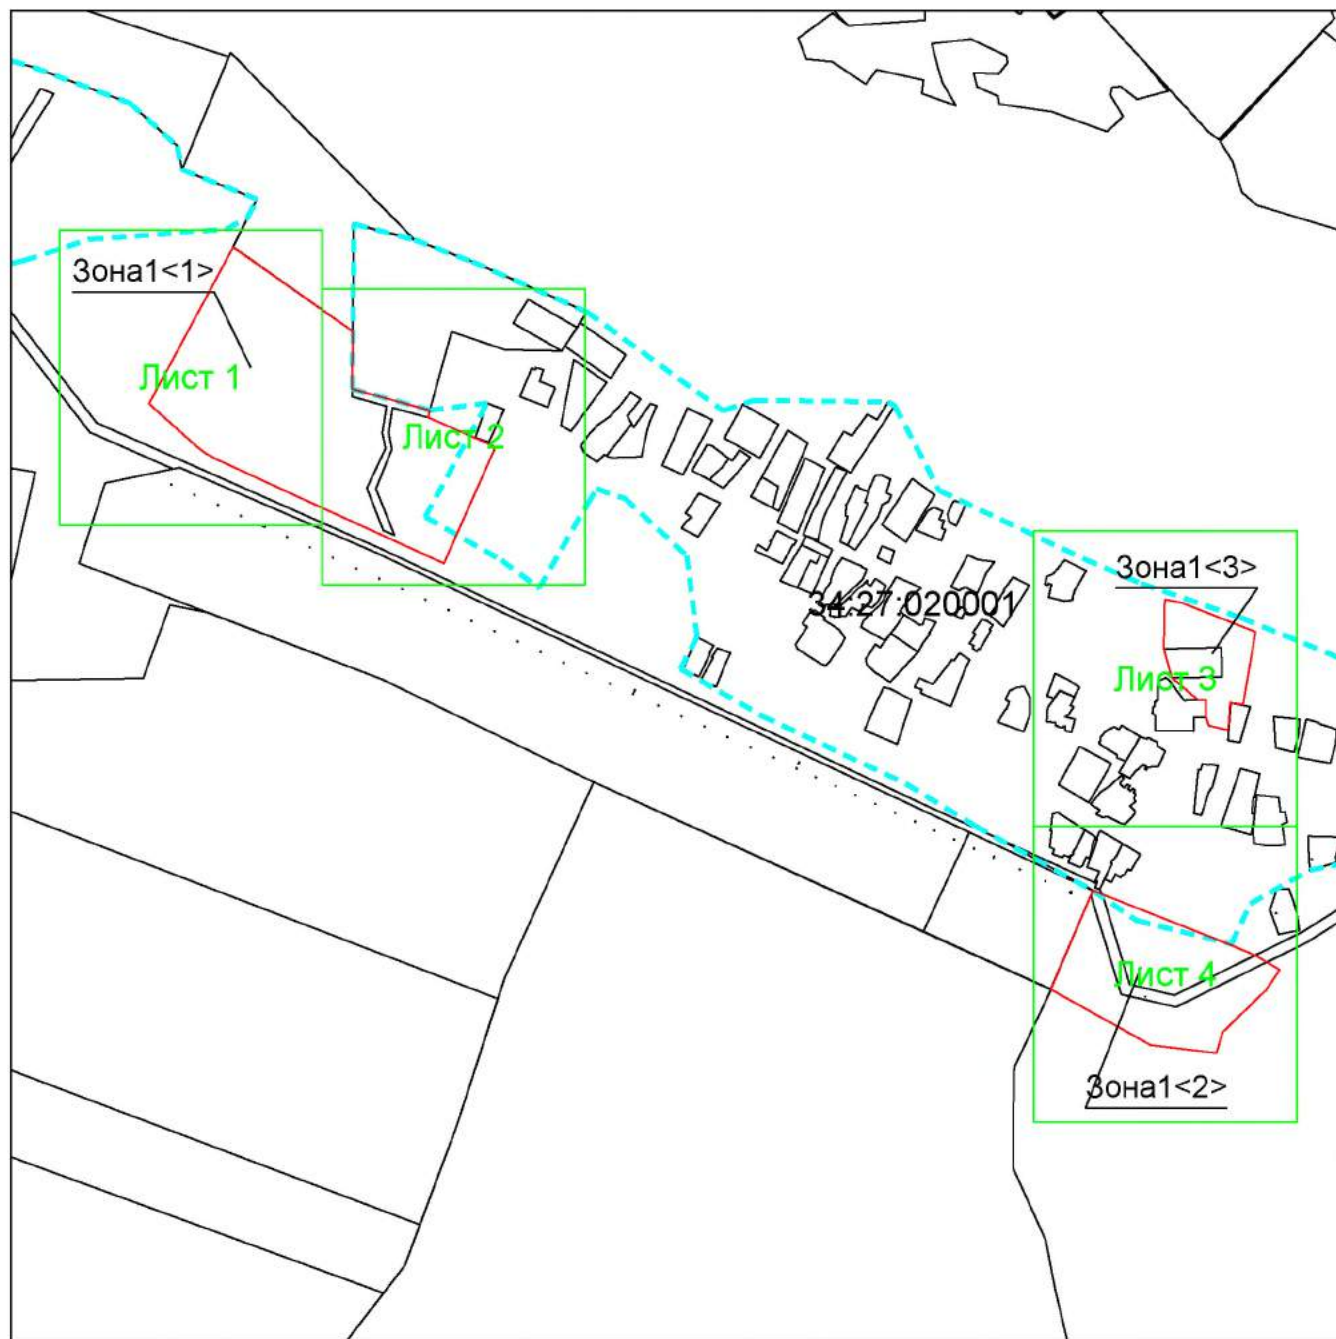 Зона1<1>
Лист 1
Лист 2
Зона1<3>
34:27:020001
Лист 3
Лист 4
Зона1<2>